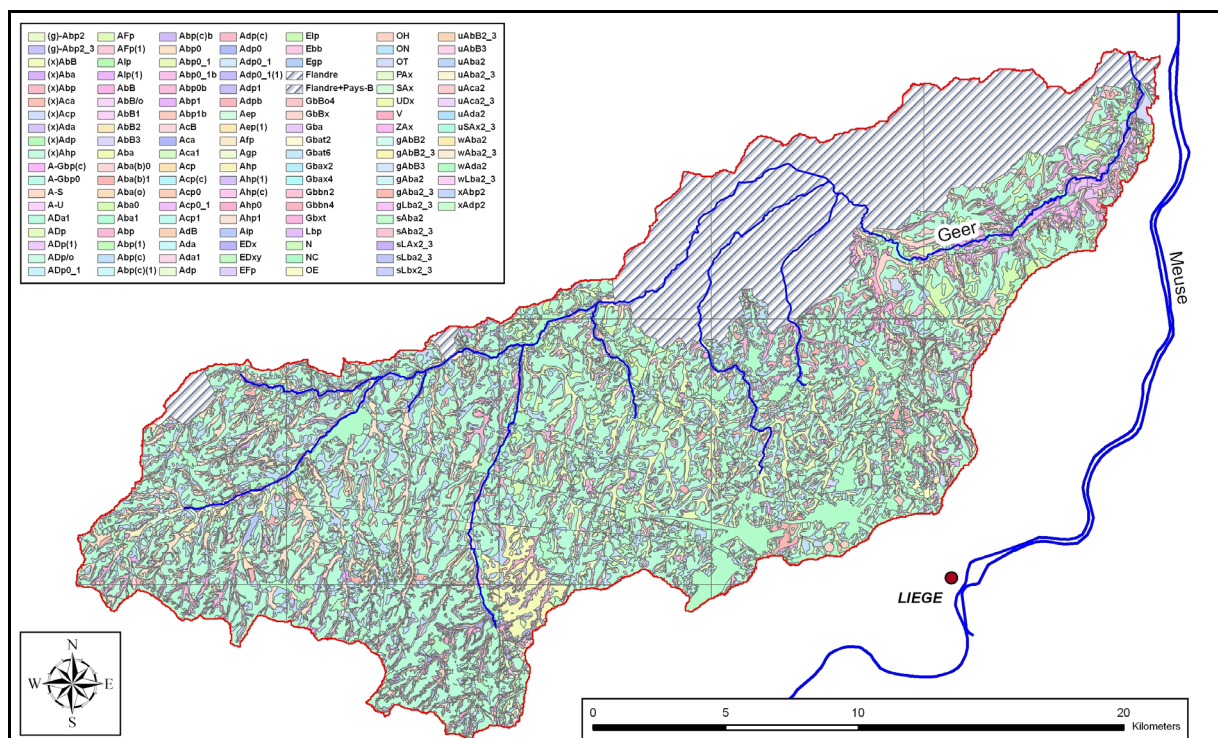 (g)-Abp2
(g)-Abp2_3
(x)AbB
(x)Aba
(x)Abp
(x)Aca
(x)Acp
(x)Ada
(x)Adp
(x)Ahp
A-Gbp(c)
A-Gbp0
A-S
A-U
ADa1
ADp
ADp(1)
ADp/o
ADp0_1
AFp
AFp(1)
AIp
AIp(1)
AbB
AbB/o
AbB1
AbB2
AbB3
Aba
Aba(b)0
Aba(b)1
Aba(o)
Aba0
Aba1
Abp
Abp(1)
Abp(c)
Abp(c)(1)
Abp(c)b
Abp0
Abp0_1
Abp0_1b
Abp0b
Abp1
Abp1b
AcB
Aca
Aca1
Acp
Acp(c)
Acp0
Acp0_1
Acp1
AdB
Ada
Ada1
Adp
Adp(c)
Adp0
Adp0_1
Adp0_1(1)
Adp1
Adpb
Aep
Aep(1)
Afp
Agp
Ahp
Ahp(1)
Ahp(c)
Ahp0
Ahp1
Aip
EDx
EDxy
EFp
EIp
Ebb
Egp
Flandre
Flandre+Pays-B
GbBo4
GbBx
Gba
Gbat2
Gbat6
Gbax2
Gbax4
Gbbn2
Gbbn4
Gbxt
Lbp
N
NC
OE
OH
ON
OT
PAx
SAx
UDx
V
ZAx
gAbB2
gAbB2_3
gAbB3
gAba2
gAba2_3
gLba2_3
sAba2
sAba2_3
sLAx2_3
sLba2_3
sLbx2_3
uAbB2_3
uAbB3
uAba2
uAba2_3
uAca2
uAca2_3
uAda2
uSAx2_3
wAba2
wAba2_3
wAda2
wLba2_3
xAbp2
xAdp2
Geer
Meuse
LIEGE
N
W E
S
0 5 10 20
Kilometers